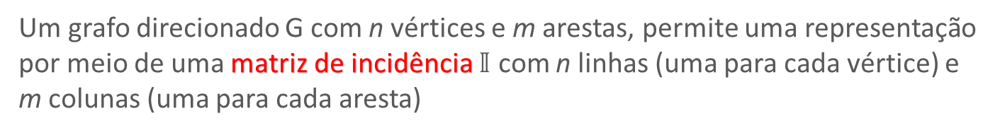 Um grafo direcionado G com n vértices e m arestas, permite uma representação
por meio de uma matriz de incidência 𝕀 com n linhas (uma para cada vértice) e
m colunas (uma para cada aresta)